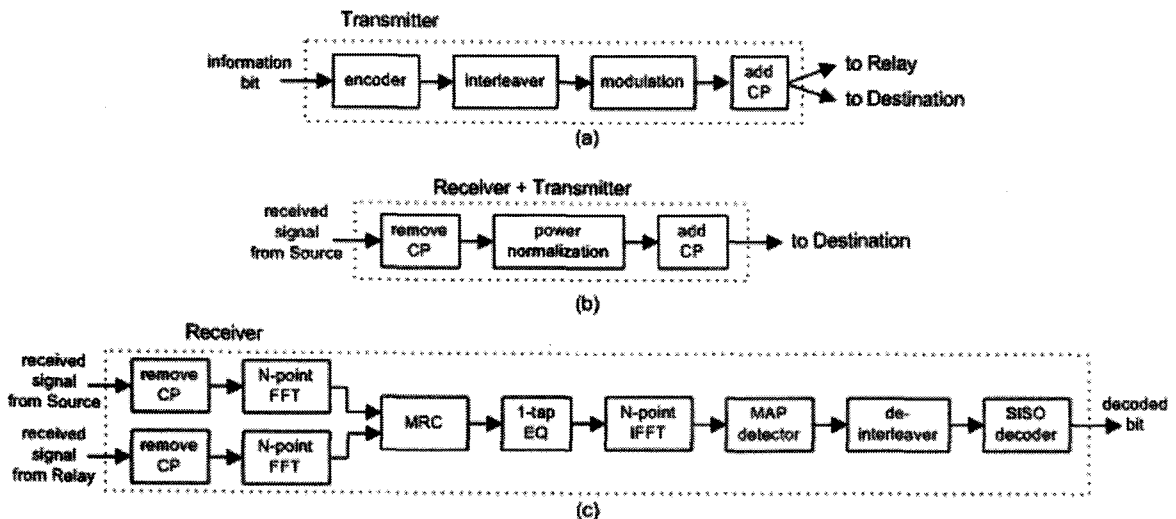 Transmitter
information
bit
encoder
interleaver
modulation
add
CP
to Relay
to Destination
(a)
Receiver + Transmitter
received
signal
from Source
remove
CP
power
normalization
add
CP
to Destination
(b)
Receiver
received
signal
from Source
remove
CP
N-point
FFT
received
signal
from Relay
remove
CP
N-point
FFT
MRC
1-tap
EQ
N-point
IFFT
MAP
detector
de-
interleaver
SISO
decoder
decoded
bit
(c)